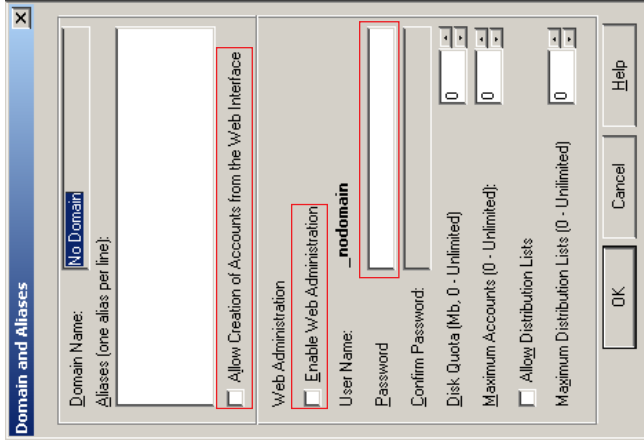 Domain and Aliases
Domain Name: No Domain
Aliases (one alias per line):
Allow Creation of Accounts from the Web Interface
Web Administration
Enable Web Administration
User Name: _nodomain
Password
Confirm Password:
Disk Quota (Mb, 0 - Unlimited) 0
Maximum Accounts (0 - Unlimited): 0
Allow Distribution Lists
Maximum Distribution Lists (0 - Unlimited) 0
OK Cancel Help